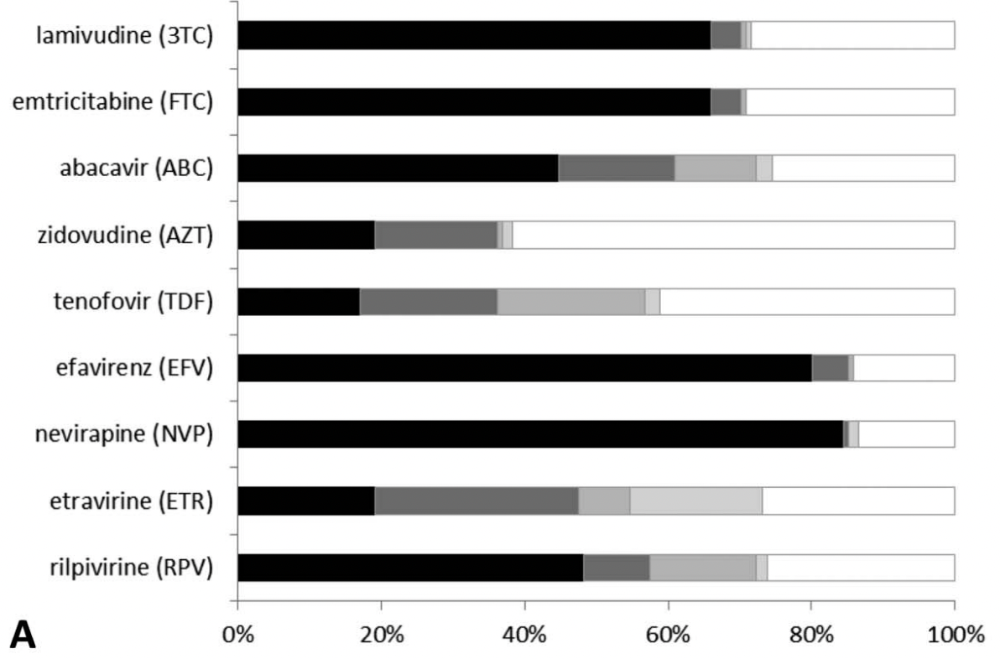 lamivudine (3TC)
emtricitabine (FTC)
abacavir (ABC)
zidovudine (AZT)
tenofovir (TDF)
efavirenz (EFV)
nevirapine (NVP)
etravirine (ETR)
rilpivirine (RPV)
0% 20% 40% 60% 80% 100%
A